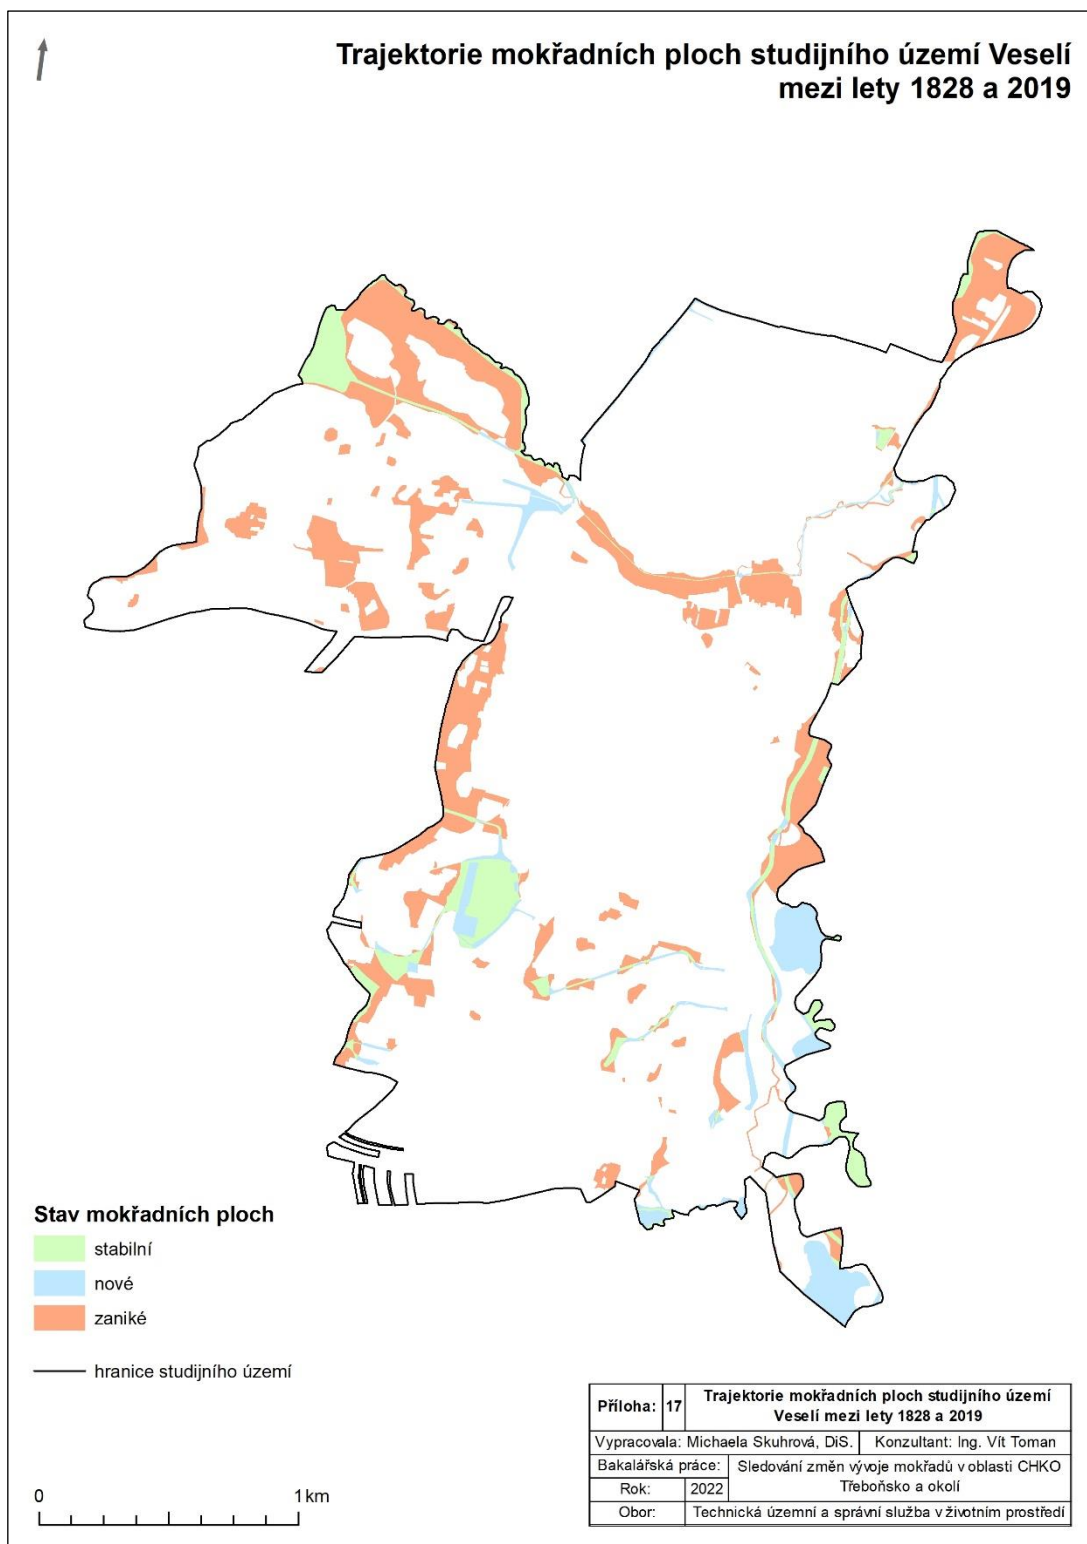 Trajektorie mokřadních ploch studijního území Veselí
mezi lety 1828 a 2019
Stav mokřadních ploch
stabilní
nové
zaniké
hranice studijního území
0 1 km
Příloha: 17 Trajektorie mokřadních ploch studijního území
Veselí mezi lety 1828 a 2019
Vypracovala: Michaela Skuhrová, DiS. Konzultant: Ing. Vít Toman
Bakalářská práce: Sledování změn vývoje mokřadů v oblasti CHKO
Třeboňsko a okolí
Rok: 2022
Obor: Technická územní a správní služba v životním prostředí